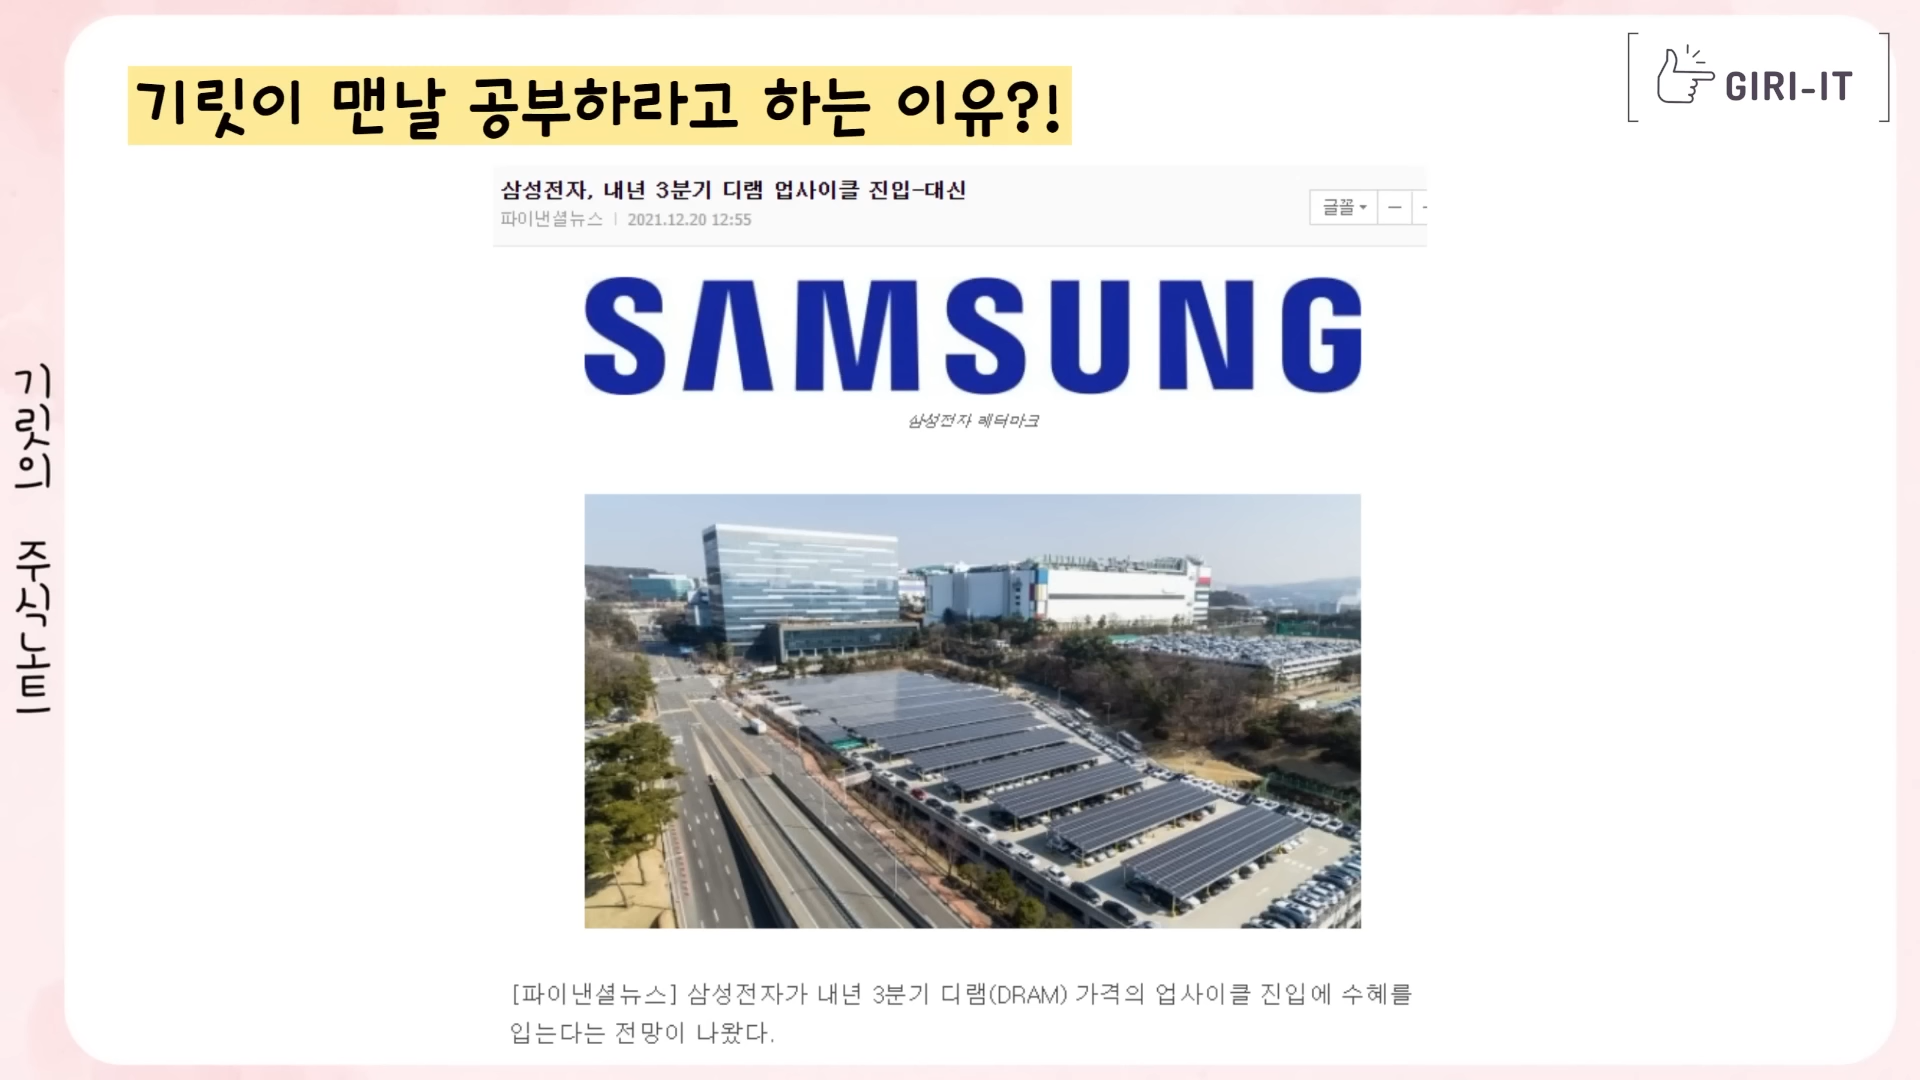 기릿이 맨날 공부하라고 하는 이유?!
GIRI-IT
삼성전자, 내년 3분기 디램 업사이클 진입-대신
파이낸셜뉴스 | 2021.12.20 12:55
글꼴
SAMSUNG
삼성전자 레터마크
기릿의 주식노트
[파이낸셜뉴스] 삼성전자가 내년 3분기 디램(DRAM) 가격의 업사이클 진입에 수혜를
입는다는 전망이 나왔다.